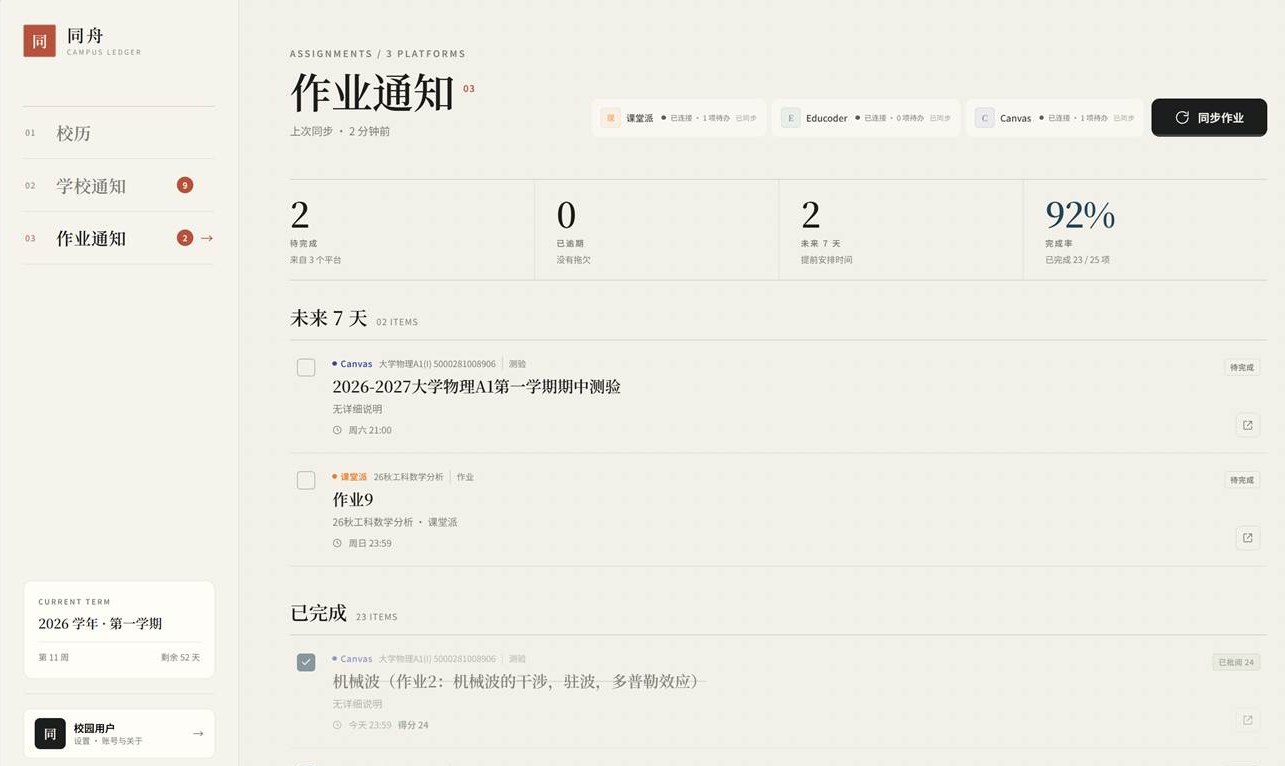 同
同舟
CAMPUS LEDGER
01 校历
02 学校通知 9
03 作业通知 2 →
CURRENT TERM
2026 学年 · 第一学期
第 11 周 剩余 52 天
同
校园用户 →
设置 • 账号与关于
ASSIGNMENTS / 3 PLATFORMS
作业通知 03
上次同步 • 2 分钟前
课堂派 已连接 • 1 项待办 已同步
E Educoder 已连接 • 0 项待办 已同步
C Canvas 已连接 • 1 项待办 已同步
同步作业
2
待完成
来自 3 个平台
0
已逾期
没有拖欠
2
未来 7 天
提前安排时间
92%
完成率
已完成 23 / 25 项
未来 7 天 02 ITEMS
Canvas 大学物理A1(I) 5000281008906 测验 待完成
2026-2027大学物理A1第一学期期中测验
无详细说明
周六 21:00
课堂派 26秋工科数学分析 作业 待完成
作业9
26秋工科数学分析 • 课堂派
周日 23:59
已完成 23 ITEMS
Canvas 大学物理A1(I) 5000281008906 测验 已批阅 24
机械波（作业2：机械波的干涉，驻波，多普勒效应）
无详细说明
今天 23:59 得分 24